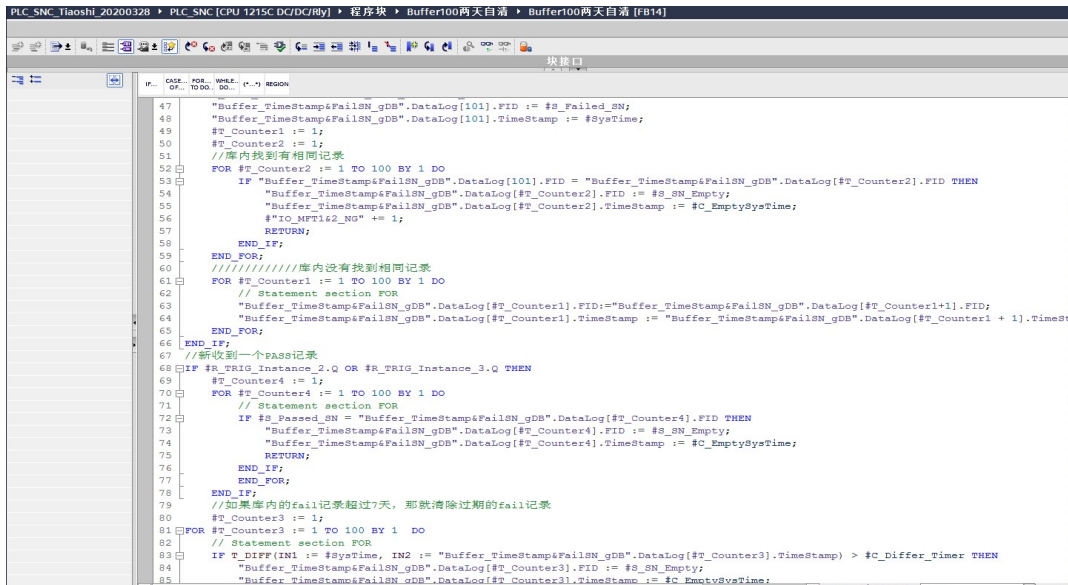 PLC_SNC_Tiaoshi_20200328 ▸ PLC_SNC [CPU 1215C DC/DC/Rly] ▸ 程序块 ▸ Buffer100两天自清 ▸ Buffer100两天自清 [FB14]
块接口
IF... CASE... OF... FOR... TO DO.. WHILE.. DO... (*...*) REGION
47 "Buffer_TimeStamp&FailSN_gDB".DataLog[101].FID := #S_Failed_SN;
48 "Buffer_TimeStamp&FailSN_gDB".DataLog[101].TimeStamp := #SysTime;
49 #T_Counter1 := 1;
50 #T_Counter2 := 1;
51 //库内找到有相同记录
52 FOR #T_Counter2 := 1 TO 100 BY 1 DO
53 IF "Buffer_TimeStamp&FailSN_gDB".DataLog[101].FID = "Buffer_TimeStamp&FailSN_gDB".DataLog[#T_Counter2].FID THEN
54 "Buffer_TimeStamp&FailSN_gDB".DataLog[#T_Counter2].FID := #S_SN_Empty;
55 "Buffer_TimeStamp&FailSN_gDB".DataLog[#T_Counter2].TimeStamp := #C_EmptySysTime;
56 #"IO_MFT1&2_NG" += 1;
57 RETURN;
58 END_IF;
59 END_FOR;
60 /////////////库内没有找到相同记录
61 FOR #T_Counter1 := 1 TO 100 BY 1 DO
62 // Statement section FOR
63 "Buffer_TimeStamp&FailSN_gDB".DataLog[#T_Counter1].FID:="Buffer_TimeStamp&FailSN_gDB".DataLog[#T_Counter1+1].FID;
64 "Buffer_TimeStamp&FailSN_gDB".DataLog[#T_Counter1].TimeStamp := "Buffer_TimeStamp&FailSN_gDB".DataLog[#T_Counter1 + 1].TimeSt
65 END_FOR;
66 END_IF;
67 //新收到一个PASS记录
68 IF #R_TRIG_Instance_2.Q OR #R_TRIG_Instance_3.Q THEN
69 #T_Counter4 := 1;
70 FOR #T_Counter4 := 1 TO 100 BY 1 DO
71 // Statement section FOR
72 IF #S_Passed_SN = "Buffer_TimeStamp&FailSN_gDB".DataLog[#T_Counter4].FID THEN
73 "Buffer_TimeStamp&FailSN_gDB".DataLog[#T_Counter4].FID := #S_SN_Empty;
74 "Buffer_TimeStamp&FailSN_gDB".DataLog[#T_Counter4].TimeStamp := #C_EmptySysTime;
75 RETURN;
76 END_IF;
77 END_FOR;
78 END_IF;
79 //如果库内的fail记录超过7天，那就清除过期的fail记录
80 #T_Counter3 := 1;
81 FOR #T_Counter3 := 1 TO 100 BY 1 DO
82 // Statement section FOR
83 IF T_DIFF(IN1 := #SysTime, IN2 := "Buffer_TimeStamp&FailSN_gDB".DataLog[#T_Counter3].TimeStamp) > #C_Differ_Timer THEN
84 "Buffer_TimeStamp&FailSN_gDB".DataLog[#T_Counter3].FID := #S_SN_Empty;
85 "Buffer_TimeStamp&FailSN_gDB".DataLog[#T_Counter3].TimeStamp := #C_EmptySysTime;